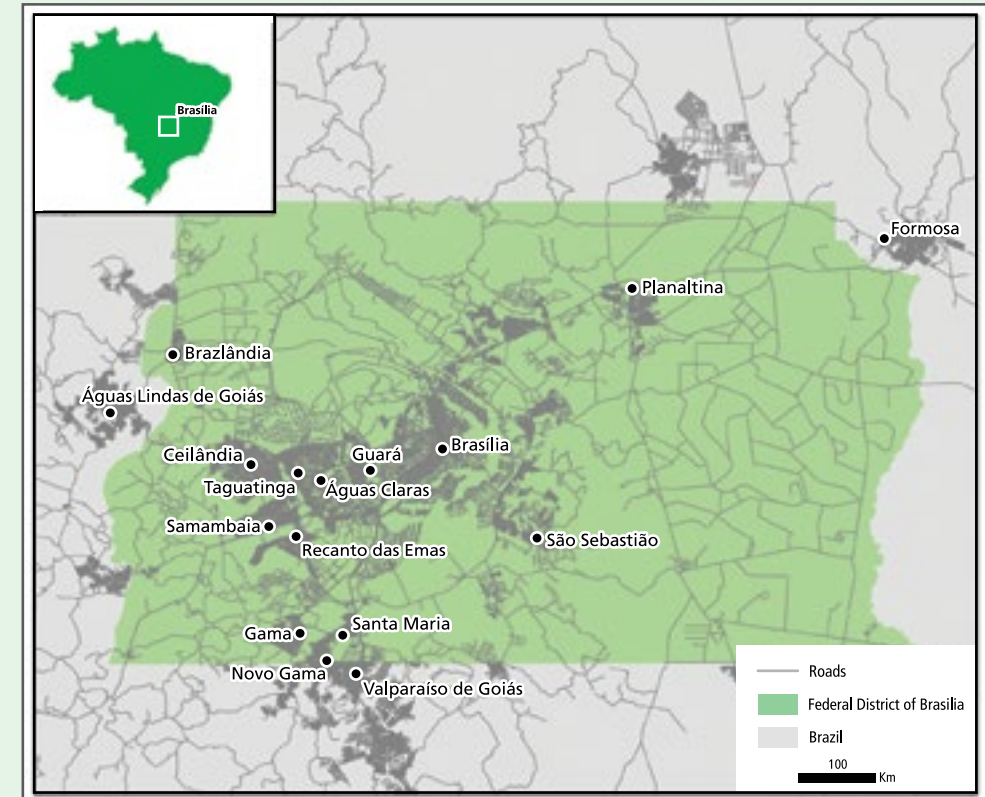 Brasília
Formosa
Planaltina
Brazlândia
Águas Lindas de Goiás
Brasília
Ceilândia
Guará
Taguatinga
Águas Claras
Samambaia
Recanto das Emas
São Sebastião
Gama
Santa Maria
Novo Gama
Valparaíso de Goiás
Roads
Federal District of Brasilia
Brazil
100
Km